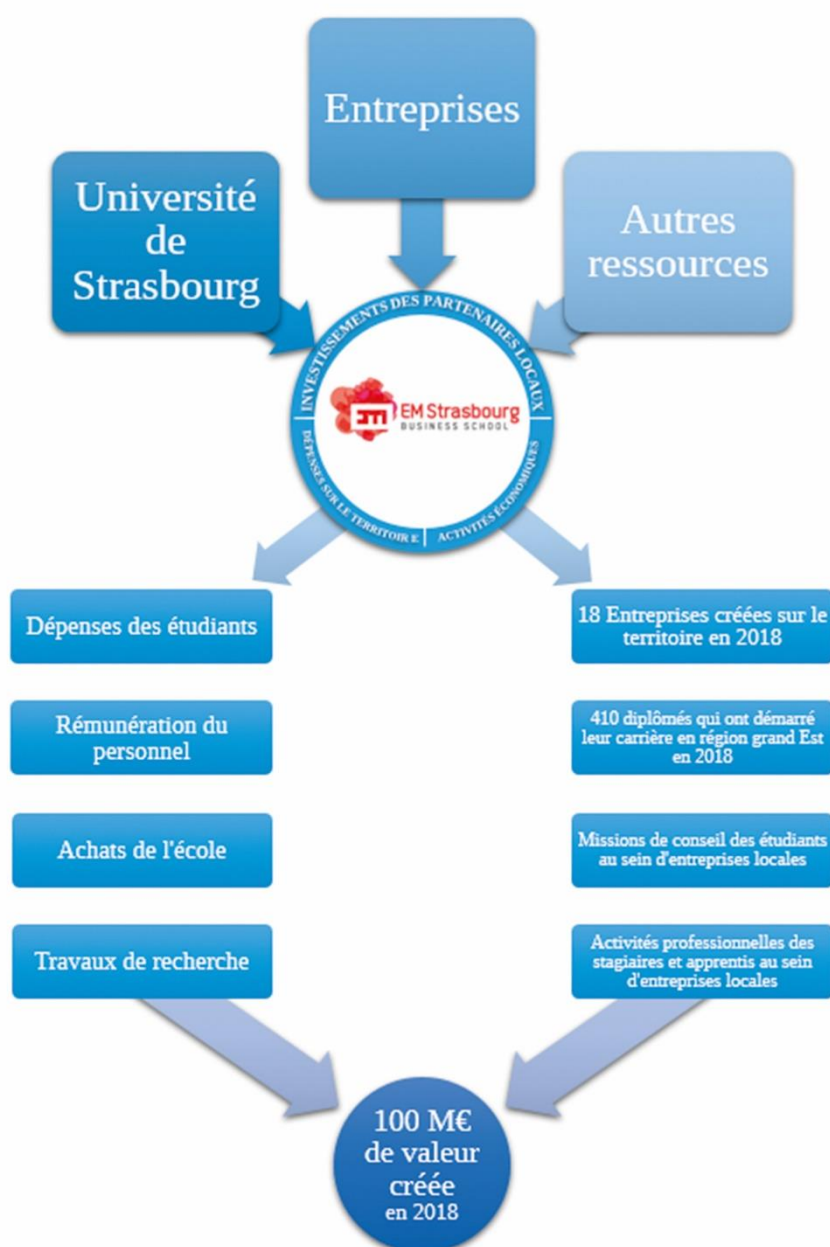 Entreprises
Université
de
Strasbourg
Autres
ressources
INVESTISSEMENTS DES PARTENAIRES LOCAUX
EM Strasbourg
BUSINESS SCHOOL
DÉPENSES SUR LE TERRITOIRE
ACTIVITÉS ÉCONOMIQUES
Dépenses des étudiants
Rémunération du
personnel
Achats de l'école
Travaux de recherche
18 Entreprises créées sur le
territoire en 2018
410 diplômés qui ont démarré
leur carrière en région grand Est
en 2018
Missions de conseil des étudiants
au sein d'entreprises locales
Activités professionnelles des
stagiaires et apprentis au sein
d'entreprises locales
100 M€
de valeur
créée
en 2018